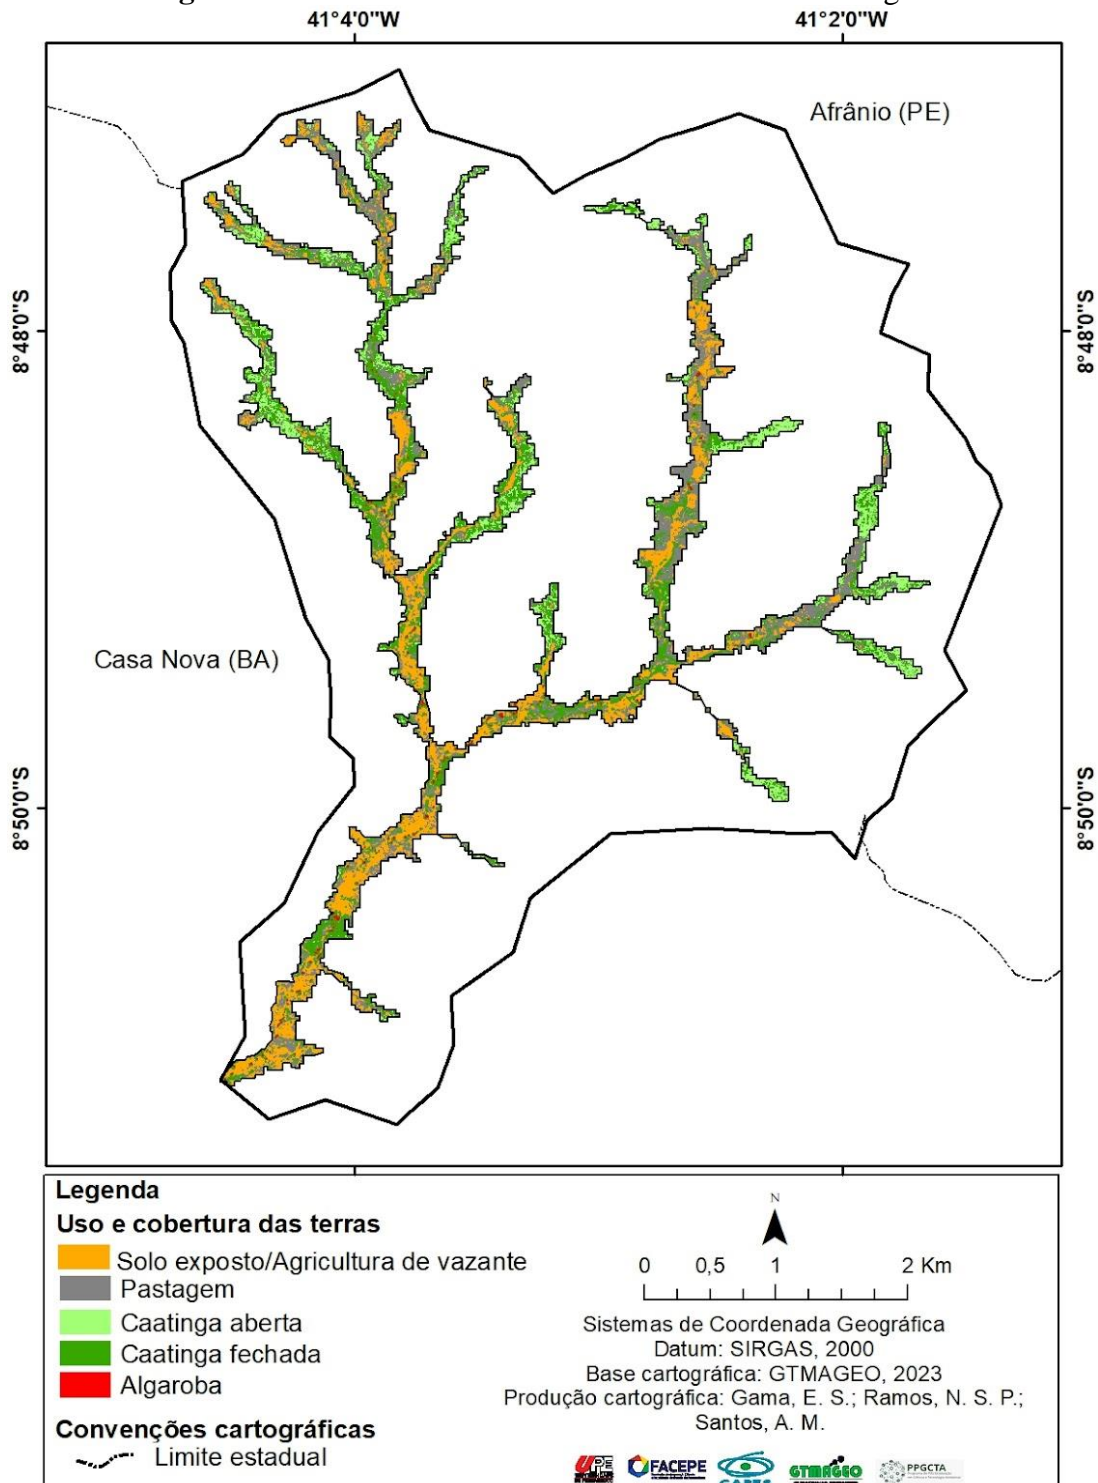 41°4'0"W 41°2'0"W
Afrânio (PE)
8°48'0"S 8°48'0"S
Casa Nova (BA)
8°50'0"S 8°50'0"S
Legenda
Uso e cobertura das terras
Solo exposto/Agricultura de vazante
Pastagem
Caatinga aberta
Caatinga fechada
Algaroba
Convenções cartográficas
Limite estadual
N
0 0,5 1 2 Km
Sistemas de Coordenada Geográfica
Datum: SIRGAS, 2000
Base cartográfica: GTMAGEO, 2023
Produção cartográfica: Gama, E. S.; Ramos, N. S. P.;
Santos, A. M.
UPE FACEPE CAPES GTMAGEO PPGCTA